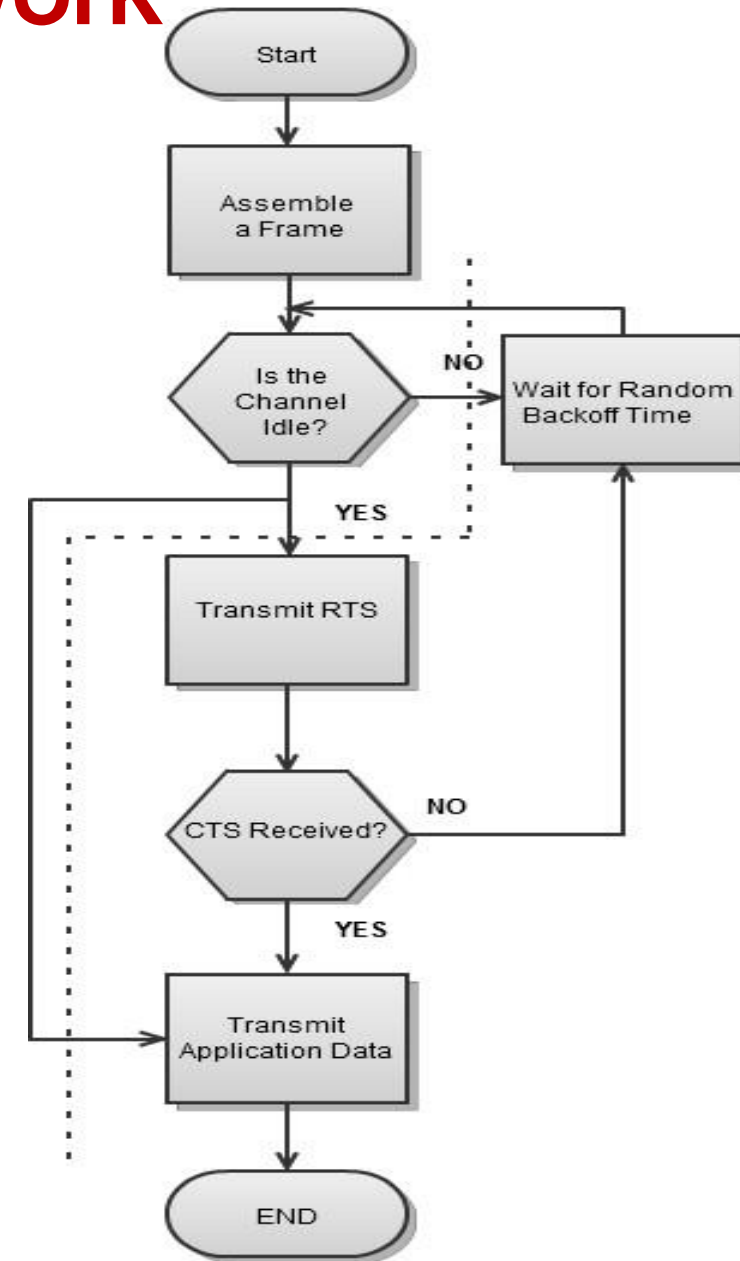 Start
Assemble
a Frame
NO
Is the
Channel
Idle?
Wait for Random
Backoff Time
YES
Transmit RTS
CTS Received?
NO
YES
Transmit
Application Data
END